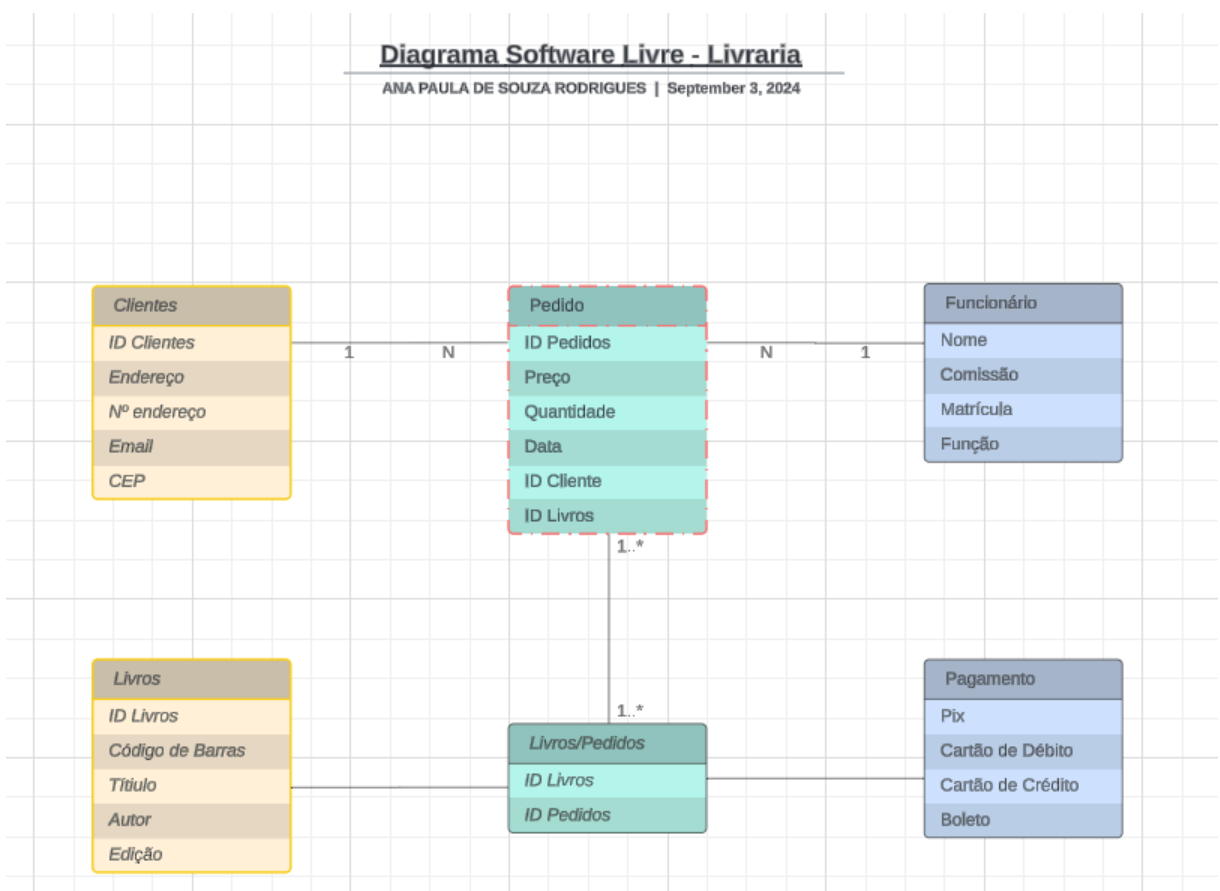 Diagrama Software Livre - Livraria
ANA PAULA DE SOUZA RODRIGUES | September 3, 2024
Clientes
ID Clientes
Endereço
Nº endereço
Email
CEP
1
N
Pedido
ID Pedidos
Preço
Quantidade
Data
ID Cliente
ID Livros
N
1
Funcionário
Nome
Comissão
Matrícula
Função
1..*
1..*
Livros
ID Livros
Código de Barras
Títiulo
Autor
Edição
Livros/Pedidos
ID Livros
ID Pedidos
Pagamento
Pix
Cartão de Débito
Cartão de Crédito
Boleto